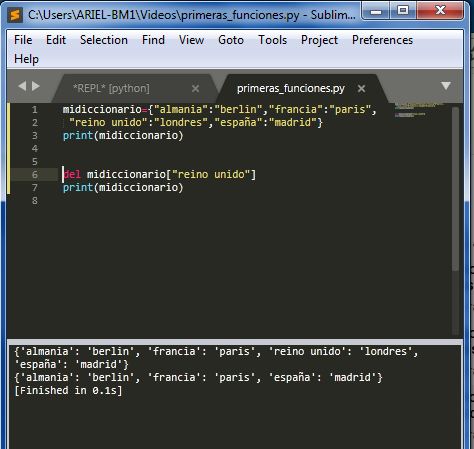 C:\Users\ARIEL-BM1\Videos\primeras_funciones.py - Sublim...
File Edit Selection Find View Goto Tools Project Preferences
Help
*REPL* [python] primeras_funciones.py
1 midiccionario={"almania":"berlin","francia":"paris",
2 "reino unido":"londres","españa":"madrid"}
3 print(midiccionario)
4
5
6 del midiccionario["reino unido"]
7 print(midiccionario)
8
{'almania': 'berlin', 'francia': 'paris', 'reino unido': 'londres',
'españa': 'madrid'}
{'almania': 'berlin', 'francia': 'paris', 'españa': 'madrid'}
[Finished in 0.1s]